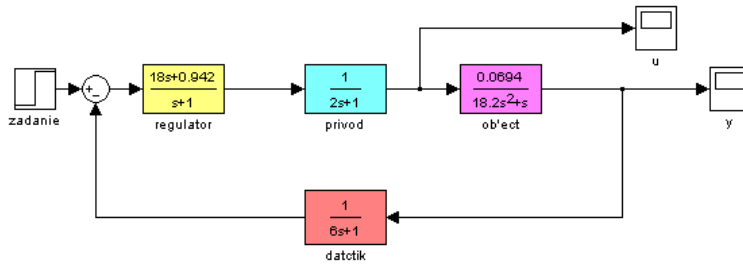 u
zadanie
+
−
18s+0.942
s+1
regulator
1
2s+1
privod
0.0694
18.2s²+s
ob'ect
y
1
6s+1
datctik